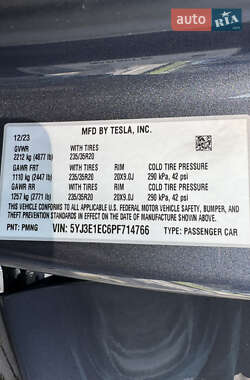 AUTO.RIA
MFD BY TESLA, INC.
12/23
GVWR WITH TIRES
2212 kg (4877 lb) 235/35R20
GAWR FRT WITH TIRES RIM COLD TIRE PRESSURE
1110 kg (2447 lb) 235/35R20 20X9.0J 290 kPa, 42 psi
GAWR RR WITH TIRES RIM COLD TIRE PRESSURE
1257 kg (2771 lb) 235/35R20 20X9.0J 290 kPa, 42 psi
THIS VEHICLE CONFORMS TO ALL APPLICABLE U.S. FEDERAL MOTOR VEHICLE SAFETY, BUMPER,
AND THEFT PREVENTION STANDARDS IN EFFECT ON THE DATE OF MANUFACTURE SHOWN ABOVE.
PNT: PMNG VIN: 5YJ3E1EC6PF714766 TYPE: PASSENGER CAR